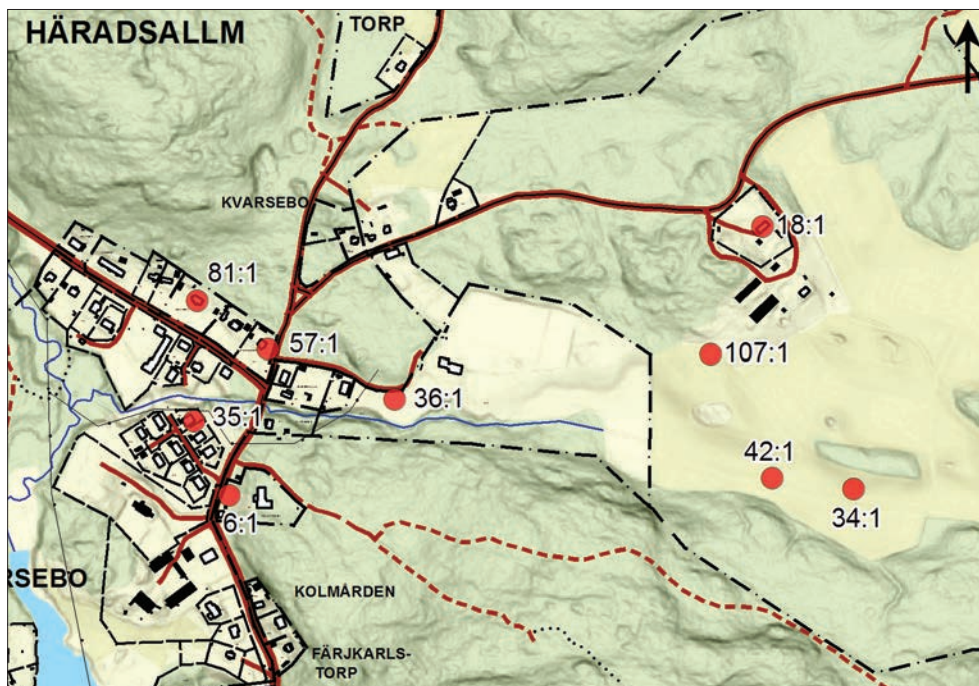 HÄRADSALLM
TORP
KVARSEBO
18:1
81:1
57:1
107:1
36:1
35:1
42:1
34:1
6:1
RSEBO
KOLMÅRDEN
FÄRJKARLS-
TORP